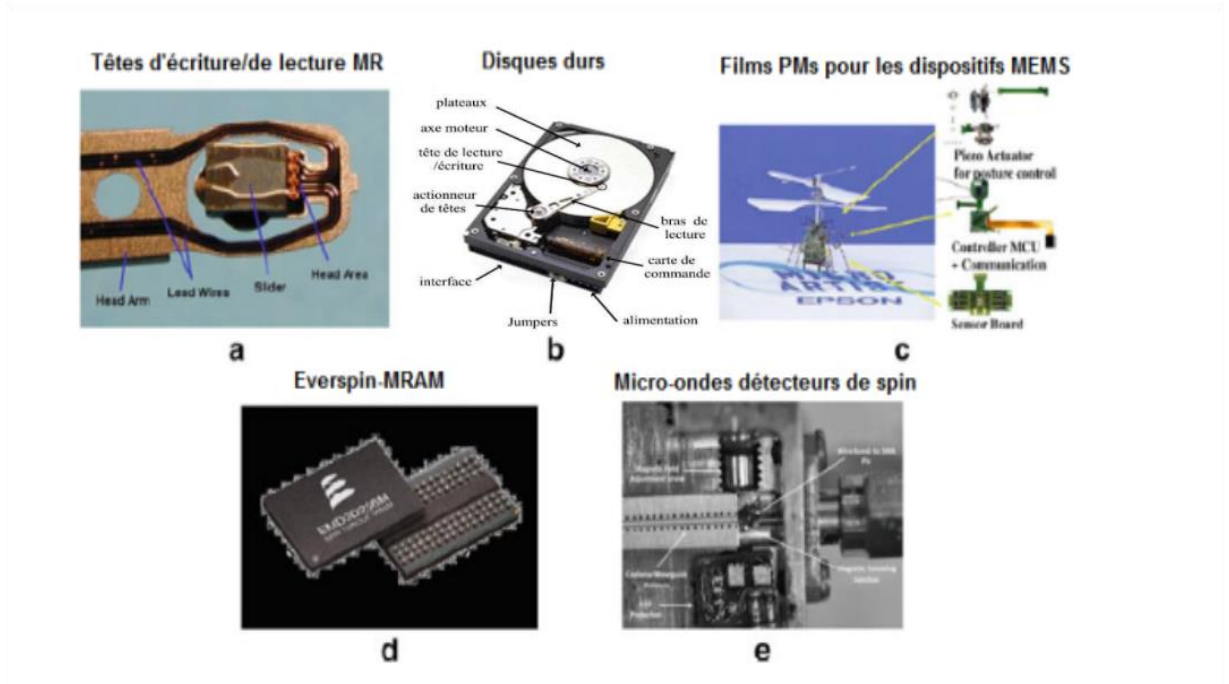 Têtes d'écriture/de lecture MR
Disques durs
Films PMs pour les dispositifs MEMS
Head Arm
Lead Wires
Slider
Head Area
a
plateaux
axe moteur
tête de lecture
/écriture
actionneur
de têtes
interface
Jumpers
alimentation
carte de
commande
bras de
lecture
b
EPSON
Piezo Actuator
for posture control
Controller MCU
+ Communication
Sensor Board
c
Everspin-MRAM
d
Micro-ondes détecteurs de spin
Magnetic Tunneling
Junction
e